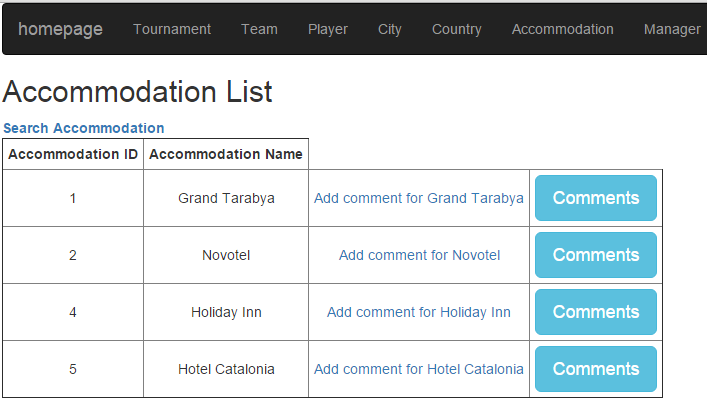 homepage Tournament Team Player City Country Accommodation Manager
Accommodation List
Search Accommodation
Accommodation ID Accommodation Name
1 Grand Tarabya Add comment for Grand Tarabya Comments
2 Novotel Add comment for Novotel Comments
4 Holiday Inn Add comment for Holiday Inn Comments
5 Hotel Catalonia Add comment for Hotel Catalonia Comments